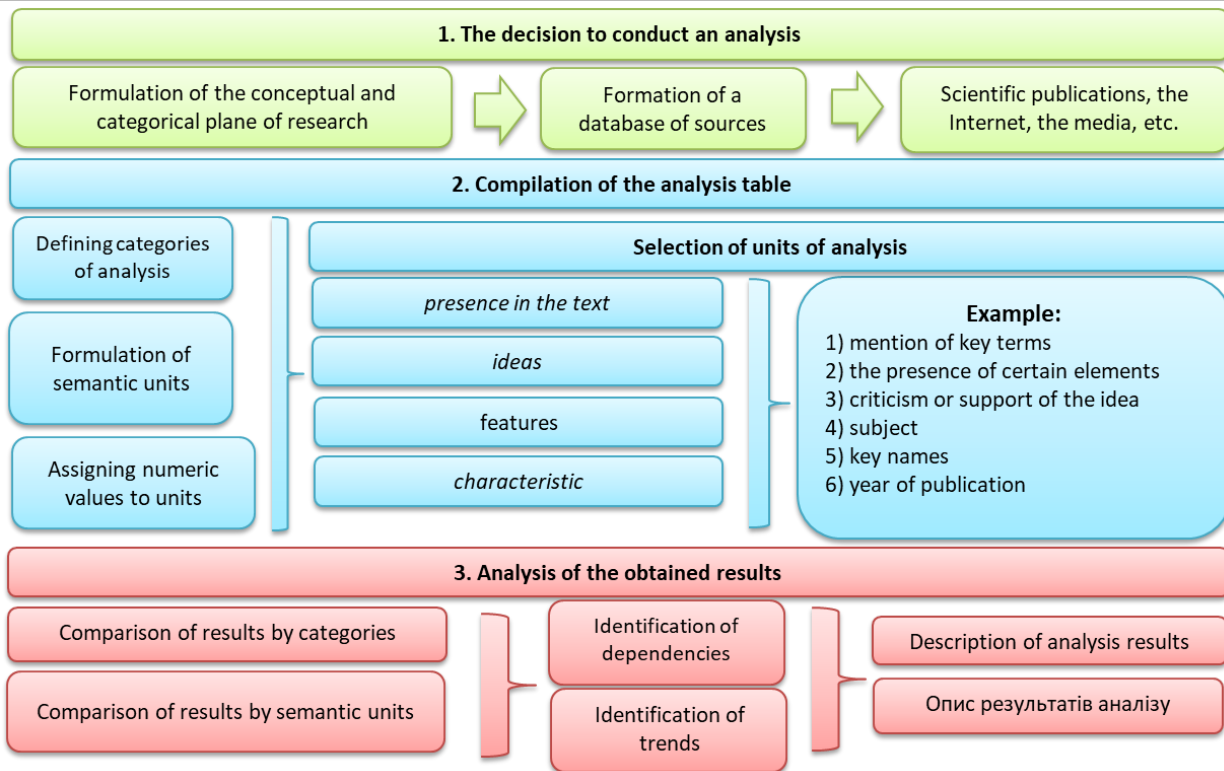 1. The decision to conduct an analysis
Formulation of the conceptual and
categorical plane of research
Formation of a
database of sources
Scientific publications, the
Internet, the media, etc.
2. Compilation of the analysis table
Defining categories
of analysis
Formulation of
semantic units
Assigning numeric
values to units
Selection of units of analysis
presence in the text
ideas
features
characteristic
Example:
1) mention of key terms
2) the presence of certain elements
3) criticism or support of the idea
4) subject
5) key names
6) year of publication
3. Analysis of the obtained results
Comparison of results by categories
Comparison of results by semantic units
Identification of
dependencies
Identification of
trends
Description of analysis results
Опис результатів аналізу